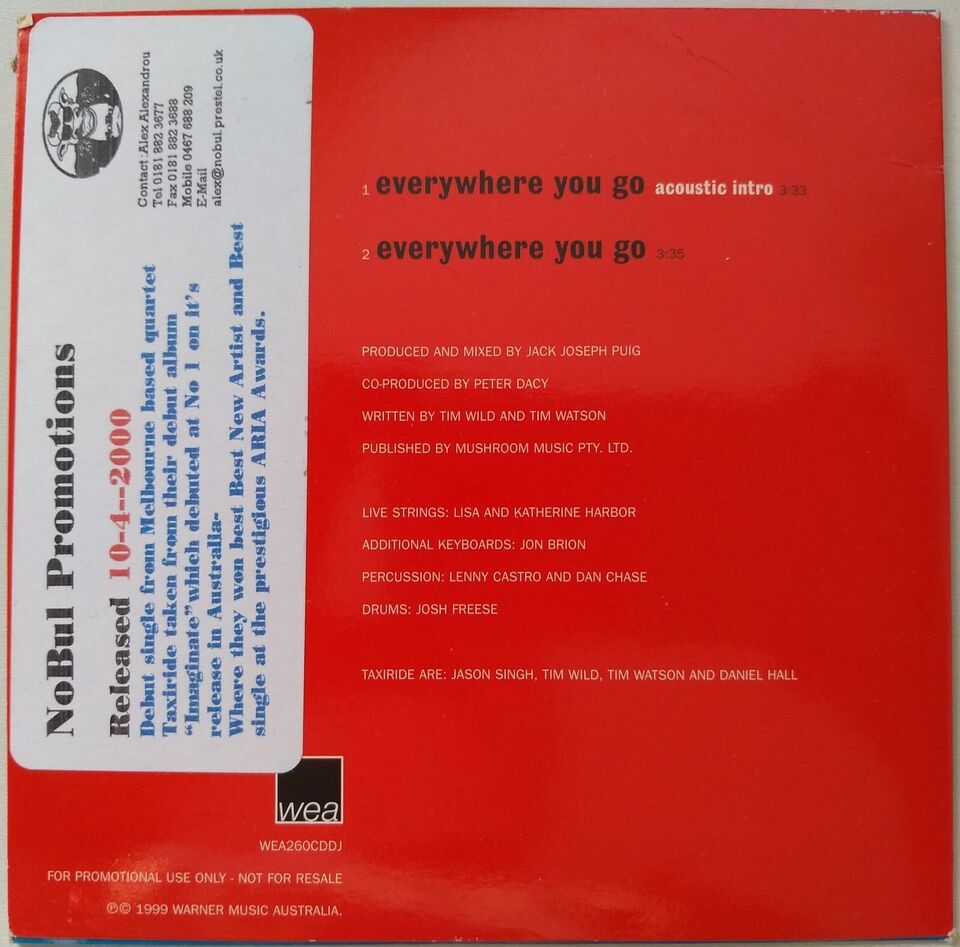 NoBul Promotions
Released 10-4--2000
Debut single from Melbourne based quartet
Taxiride taken from their debut album
“Imaginate”which debuted at No 1 on it’s
release in Australia-
Where they won best Best New Artist and Best
single at the prestigious ARIA Awards.
Contact :Alex Alexandrou
Tel 0181 882 3677
Fax 0181 882 3688
Mobile 0467 688 209
E-Mail
alex@nobul.prestel.co.uk
1 everywhere you go acoustic intro 3:33
2 everywhere you go 3:35
PRODUCED AND MIXED BY JACK JOSEPH PUIG
CO-PRODUCED BY PETER DACY
WRITTEN BY TIM WILD AND TIM WATSON
PUBLISHED BY MUSHROOM MUSIC PTY. LTD.
LIVE STRINGS: LISA AND KATHERINE HARBOR
ADDITIONAL KEYBOARDS: JON BRION
PERCUSSION: LENNY CASTRO AND DAN CHASE
DRUMS: JOSH FREESE
TAXIRIDE ARE: JASON SINGH, TIM WILD, TIM WATSON AND DANIEL HALL
wea
WEA260CDDJ
FOR PROMOTIONAL USE ONLY - NOT FOR RESALE
℗© 1999 WARNER MUSIC AUSTRALIA.